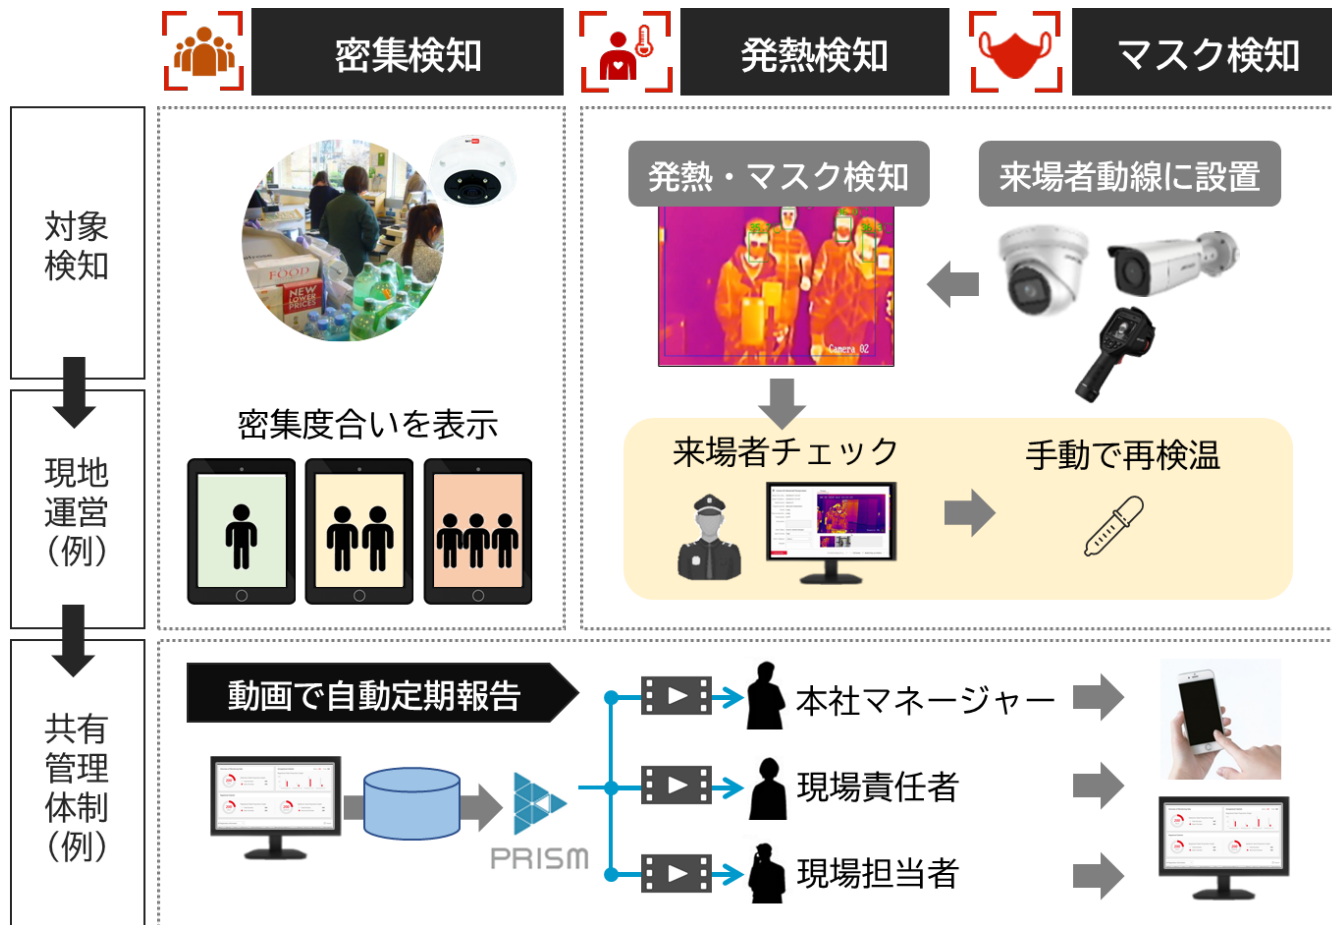 密集検知
発熱検知
マスク検知
対象
検知
発熱・マスク検知
来場者動線に設置
FOOD
NEW
LOWER
PRICES
Camera 02
現地
運営
（例）
密集度合いを表示
来場者チェック
手動で再検温
共有
管理
体制
（例）
動画で自動定期報告
PRISM
本社マネージャー
現場責任者
現場担当者